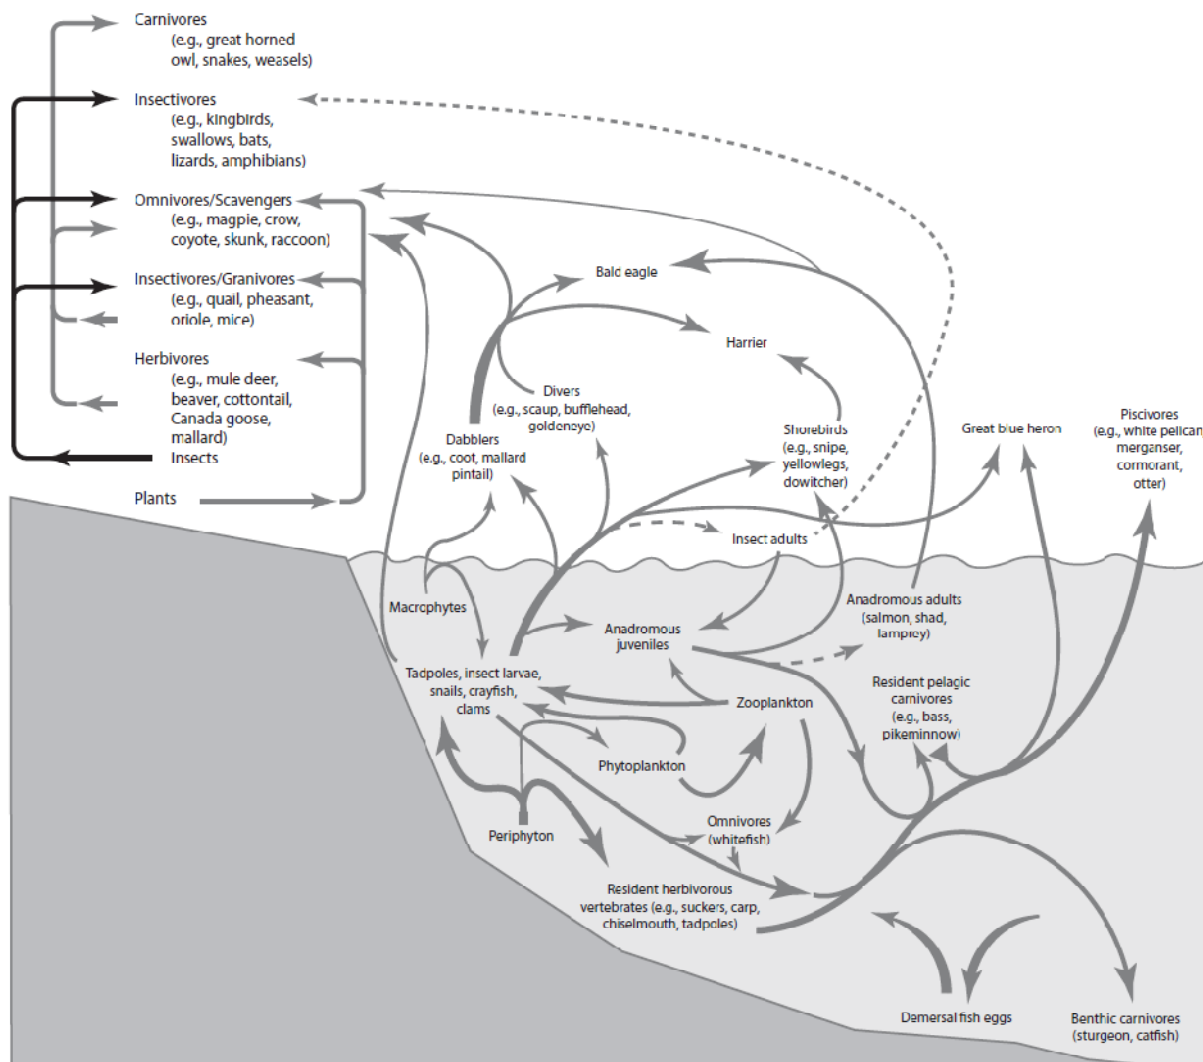 Carnivores
(e.g., great horned
owl, snakes, weasels)
Insectivores
(e.g., kingbirds,
swallows, bats,
lizards, amphibians)
Omnivores/Scavengers
(e.g., magpie, crow,
coyote, skunk, raccoon)
Insectivores/Granivores
(e.g., quail, pheasant,
oriole, mice)
Herbivores
(e.g., mule deer,
beaver, cottontail,
Canada goose,
mallard)
Insects
Plants
Bald eagle
Harrier
Divers
(e.g., scaup, bufflehead,
goldeneye)
Dabblers
(e.g., coot, mallard
pintail)
Shorebirds
(e.g., snipe,
yellowlegs,
dowitcher)
Great blue heron
Piscivores
(e.g., white pelican,
merganser,
cormorant,
otter)
Insect adults
Macrophytes
Anadromous
juveniles
Anadromous adults
(salmon, shad,
lamprey)
Tadpoles, insect larvae,
snails, crayfish,
clams
Zooplankton
Resident pelagic
carnivores
(e.g., bass,
pikeminnow)
Phytoplankton
Periphyton
Omnivores
(whitefish)
Resident herbivorous
vertebrates (e.g., suckers, carp,
chiselmouth, tadpoles)
Demersal fish eggs
Benthic carnivores
(sturgeon, catfish)